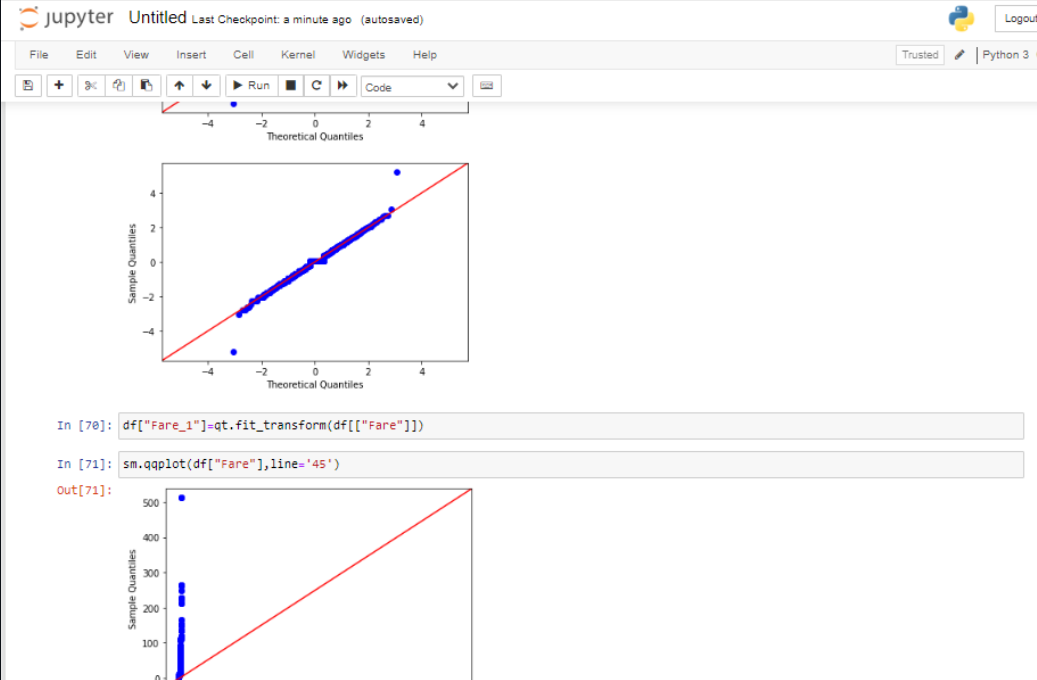 jupyter Untitled Last Checkpoint: a minute ago (autosaved)
Logout
File Edit View Insert Cell Kernel Widgets Help
Trusted Python 3
Run Code
−4 −2 0 2 4
Theoretical Quantiles
4
2
0
−2
−4
Sample Quantiles
−4 −2 0 2 4
Theoretical Quantiles
In [70]: df["Fare_1"]=qt.fit_transform(df[["Fare"]])
In [71]: sm.qqplot(df["Fare"],line='45')
Out[71]:
500
400
300
200
100
0
Sample Quantiles